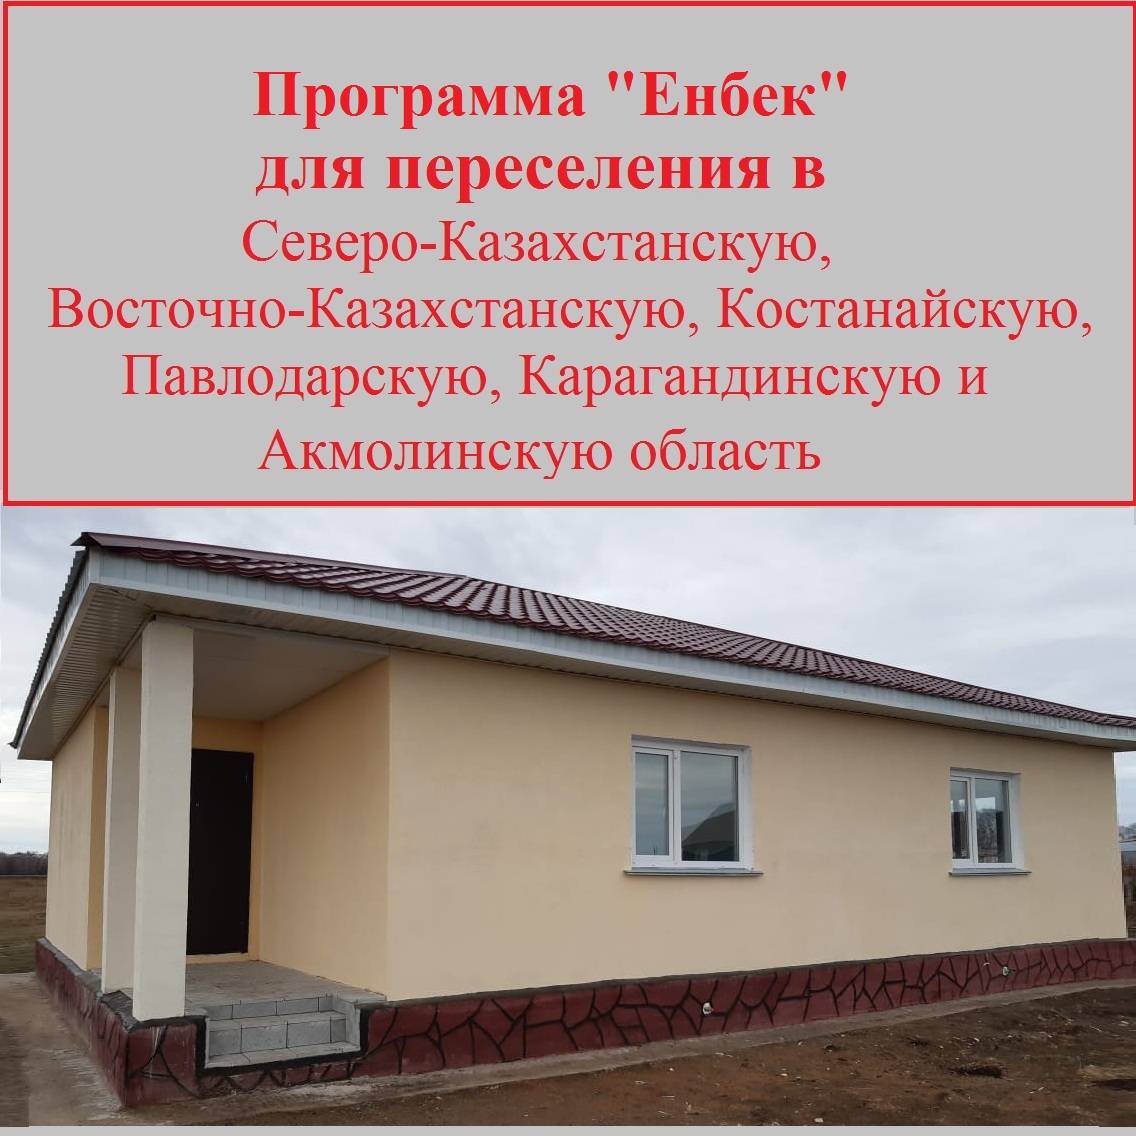 Программа "Енбек"
для переселения в
Северо-Казахстанскую,
Восточно-Казахстанскую, Костанайскую,
Павлодарскую, Карагандинскую и
Акмолинскую область